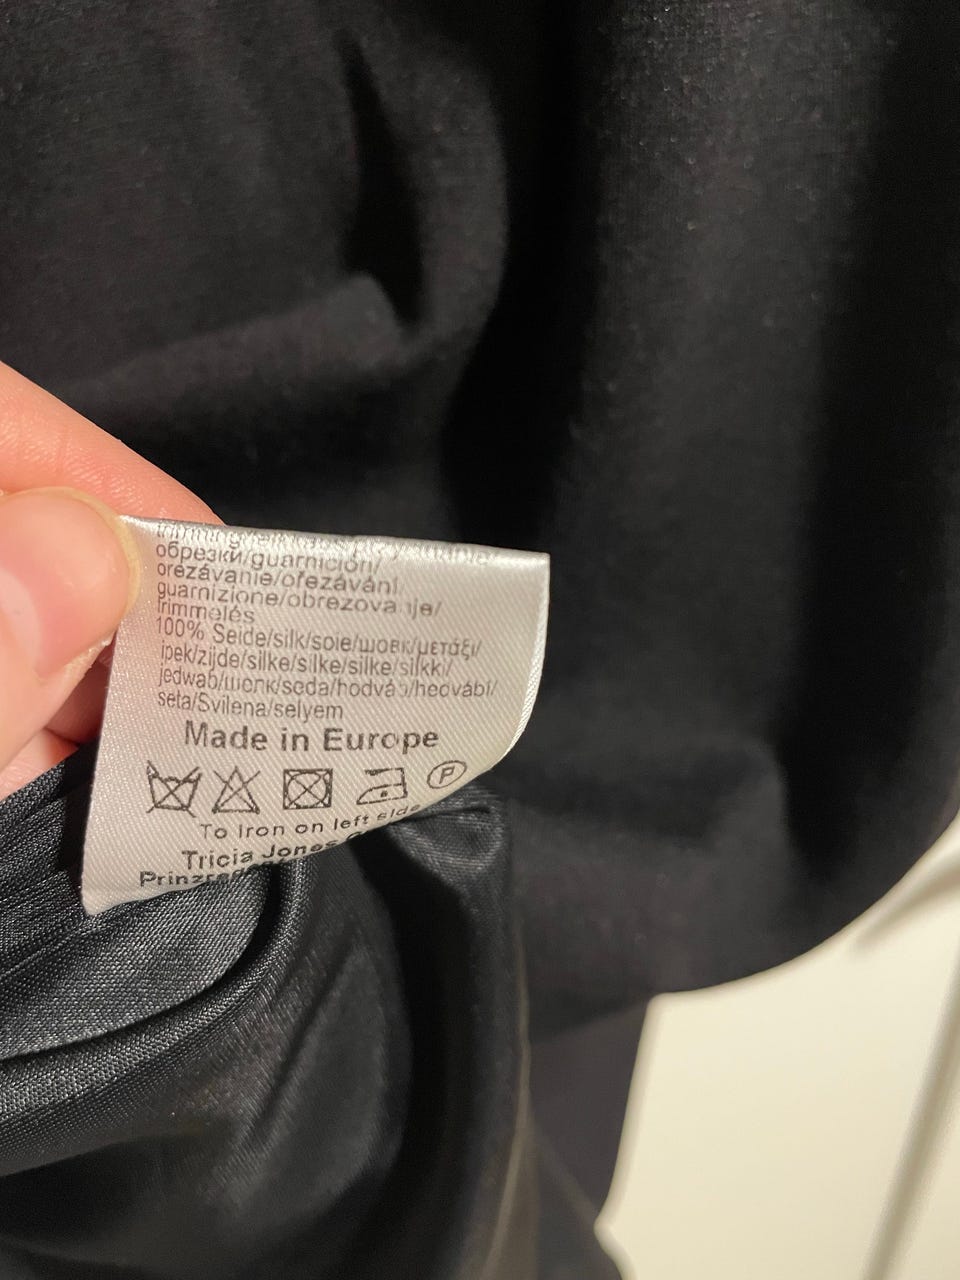 обрезки/guarnición/
orezávanie/ořezávání
guarnizione/obrezovanje/
trimmelés
100% Seide/silk/soie/шовк/μετάξι/
ipek/zijde/silke/silke/silke/silkki/
jedwab/шелк/seda/hodváb/hedvábí/
seta/Svilena/selyem
Made in Europe
P
To Iron on left side
Tricia Jones